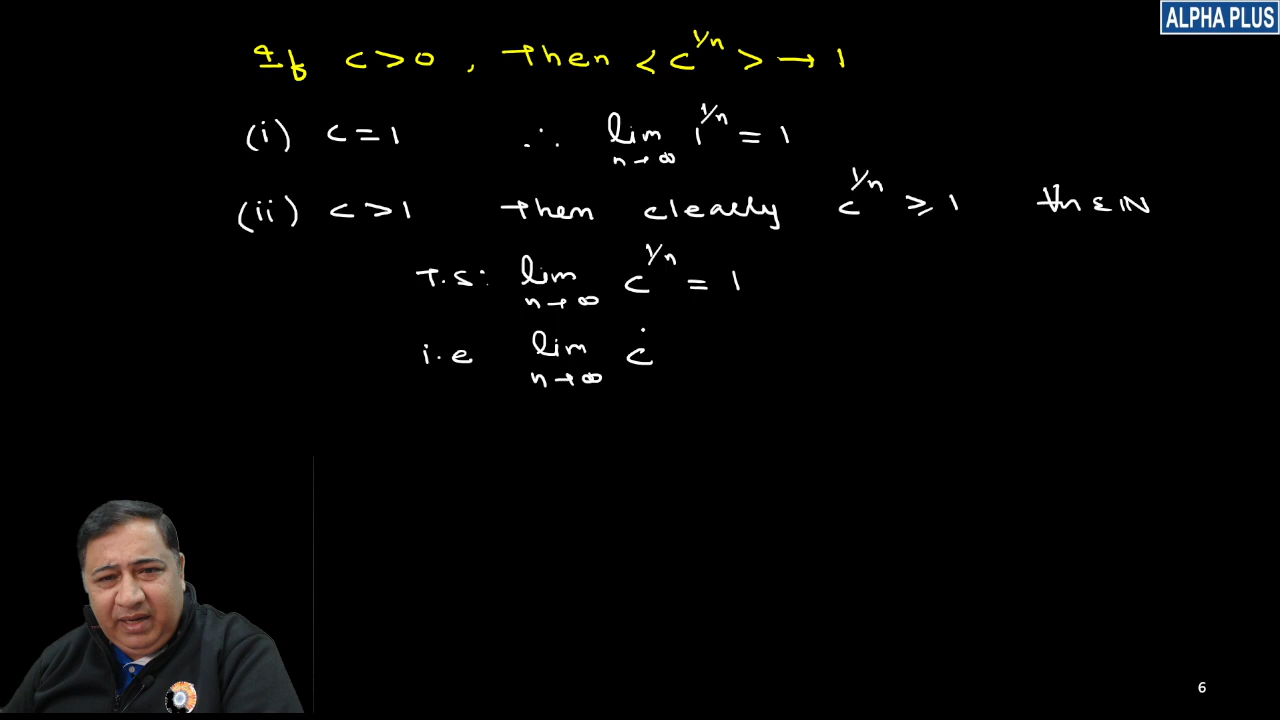 ALPHA PLUS
If c > 0 , Then < c^{1/n} > → 1
(i) c = 1 ∴ lim_{n→∞} 1^{1/n} = 1
(ii) c > 1 Then clearly c^{1/n} ≥ 1 ∀n ε IN
T.S: lim_{n→∞} c^{1/n} = 1
i.e lim_{n→∞} c
6